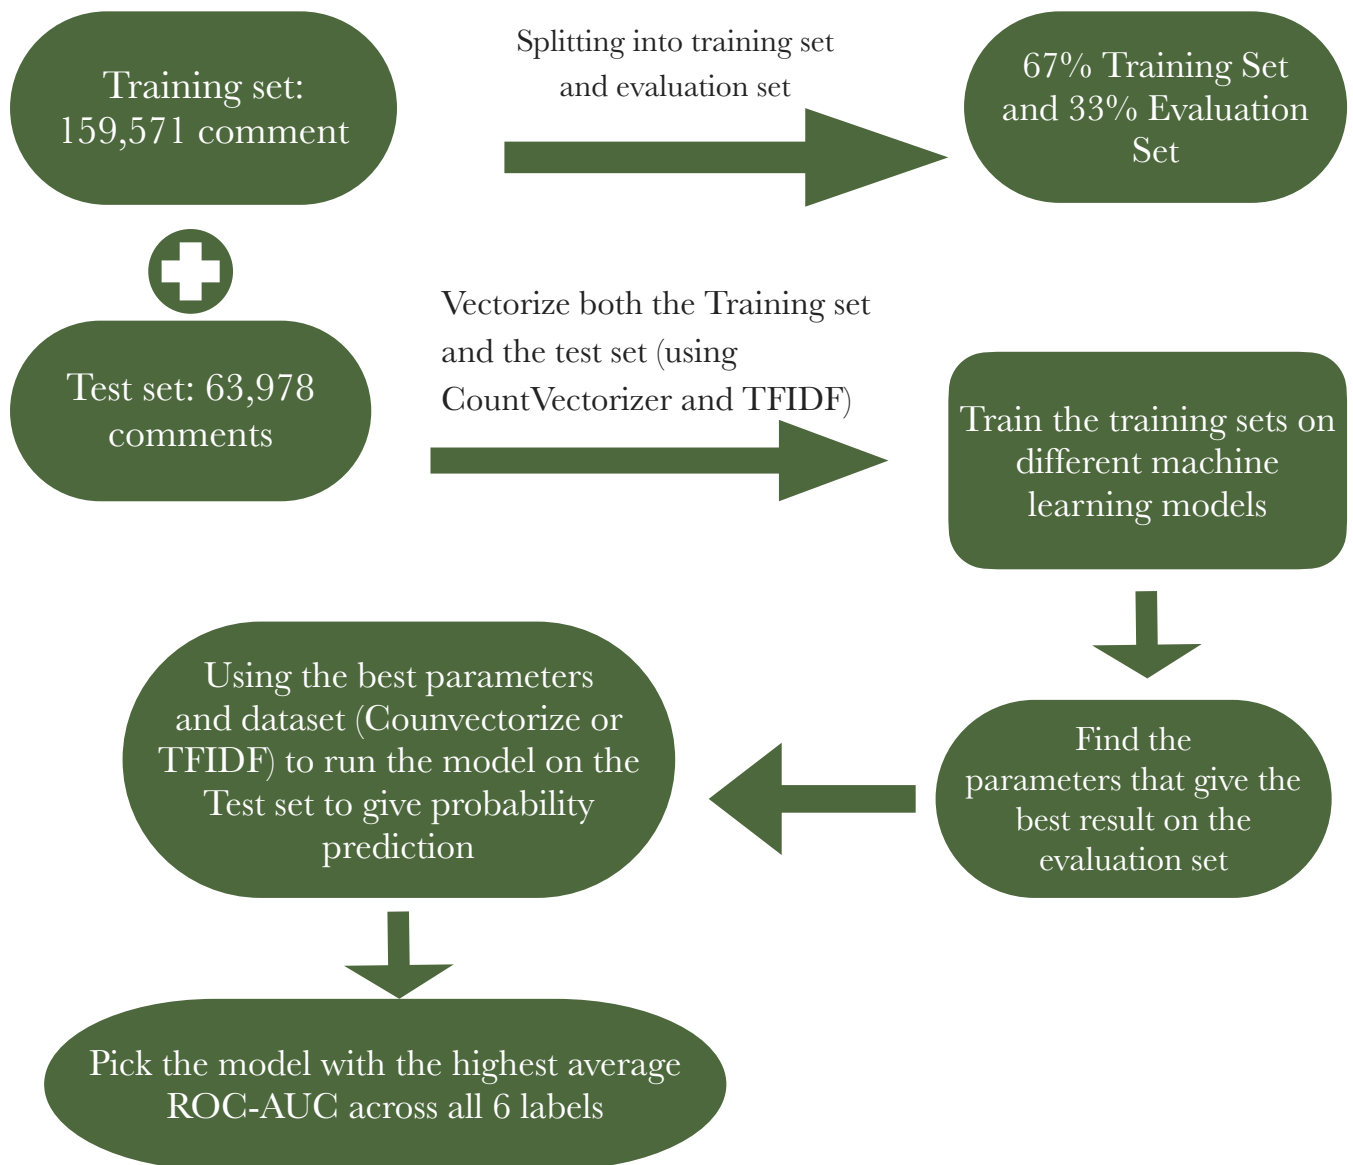 Training set:
159,571 comment
Splitting into training set
and evaluation set
67% Training Set
and 33% Evaluation
Set
Test set: 63,978
comments
Vectorize both the Training set
and the test set (using
CountVectorizer and TFIDF)
Train the training sets on
different machine
learning models
Find the
parameters that give the
best result on the
evaluation set
Using the best parameters
and dataset (Counvectorize or
TFIDF) to run the model on the
Test set to give probability
prediction
Pick the model with the highest average
ROC-AUC across all 6 labels